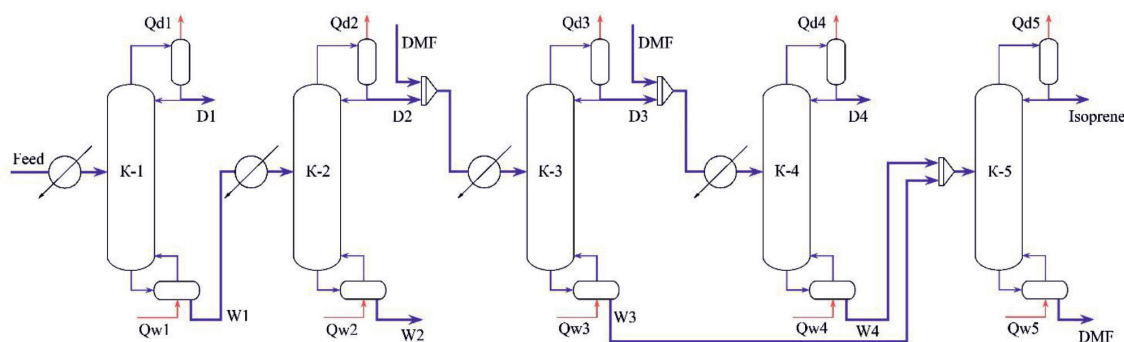 Qd1
Qd2
Qd3
Qd4
Qd5
DMF
DMF
D1
D2
D3
D4
Isoprene
Feed
K-1
K-2
K-3
K-4
K-5
Qw1
W1
Qw2
W2
Qw3
W3
Qw4
W4
Qw5
DMF